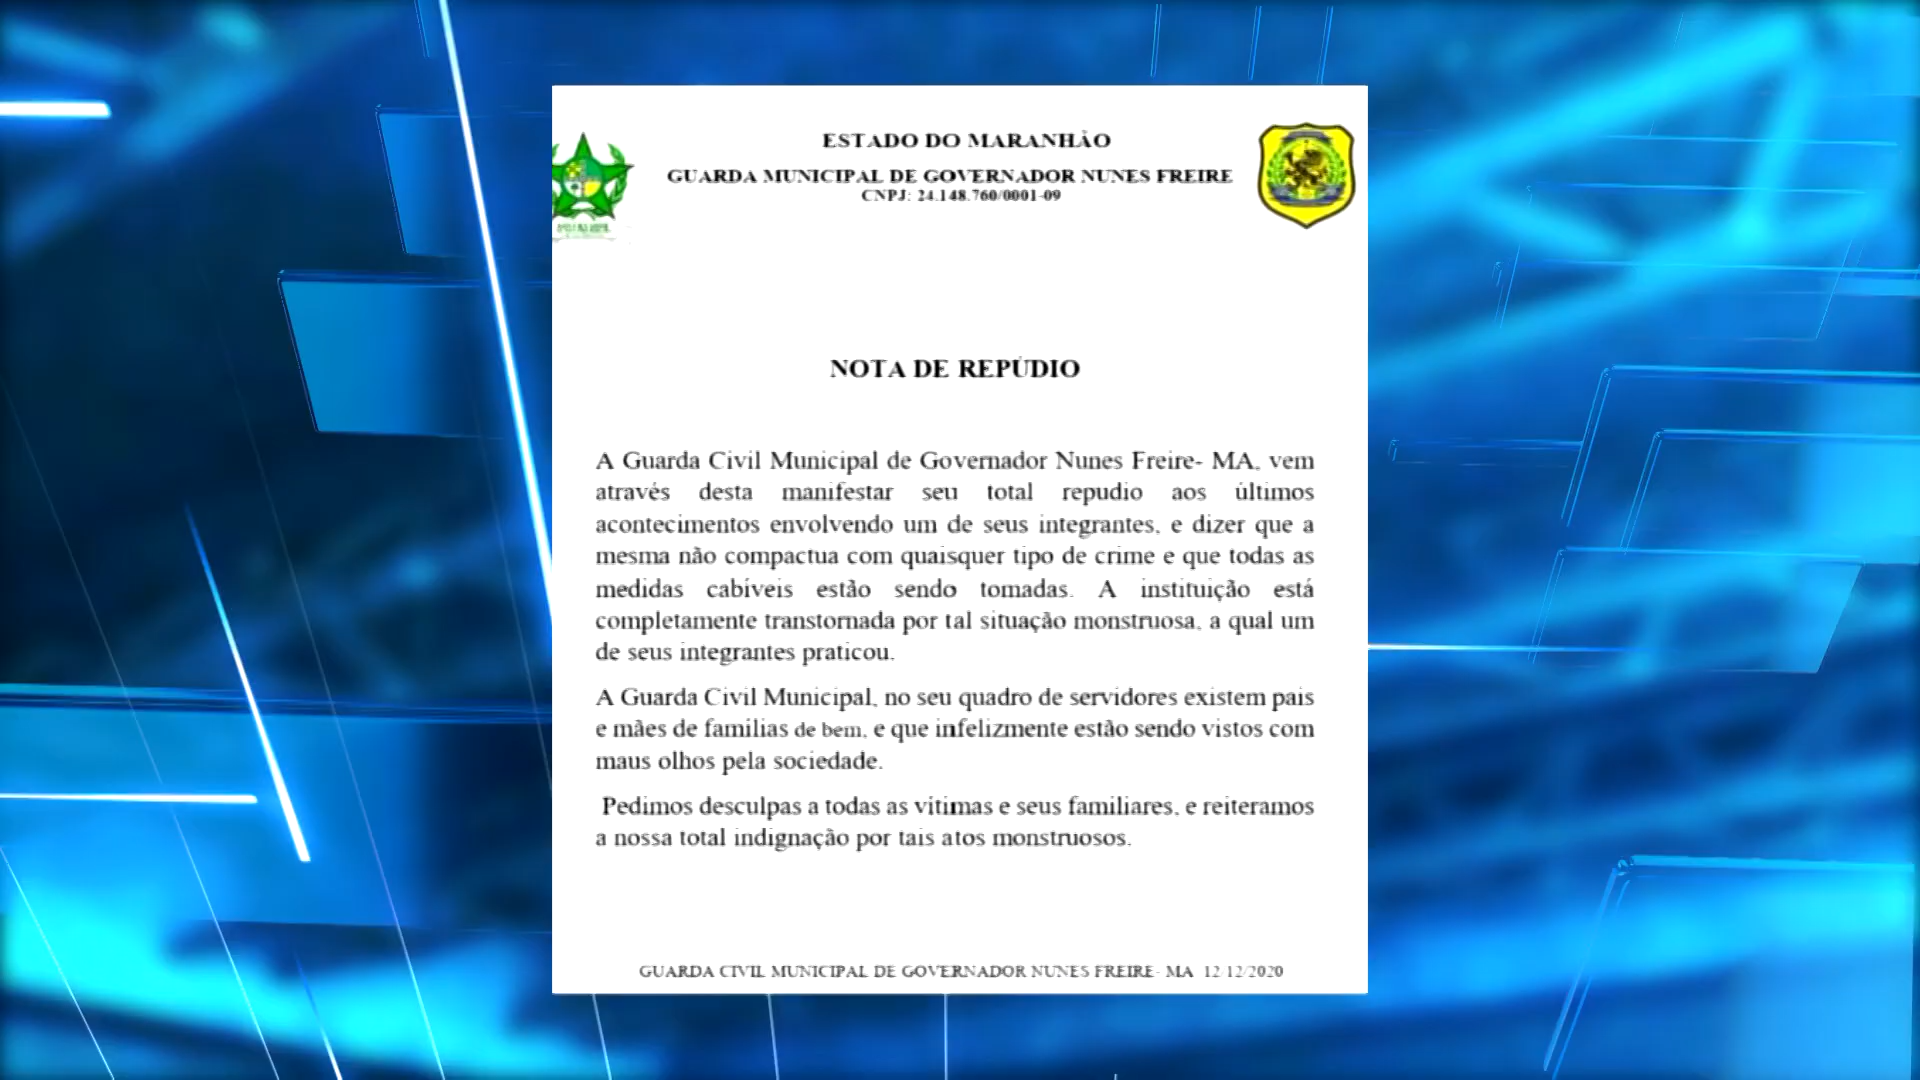 ESTADO DO MARANHÃO
GUARDA MUNICIPAL DE GOVERNADOR NUNES FREIRE
CNPJ: 24.148.760/0001-09
NOTA DE REPÚDIO
A Guarda Civil Municipal de Governador Nunes Freire- MA, vem
através desta manifestar seu total repudio aos últimos
acontecimentos envolvendo um de seus integrantes, e dizer que a
mesma não compactua com quaisquer tipo de crime e que todas as
medidas cabíveis estão sendo tomadas. A instituição está
completamente transtornada por tal situação monstruosa, a qual um
de seus integrantes praticou.
A Guarda Civil Municipal, no seu quadro de servidores existem pais
e mães de famílias de bem, e que infelizmente estão sendo vistos com
maus olhos pela sociedade.
Pedimos desculpas a todas as vítimas e seus familiares, e reiteramos
a nossa total indignação por tais atos monstruosos.
GUARDA CIVIL MUNICIPAL DE GOVERNADOR NUNES FREIRE- MA 12/12/2020